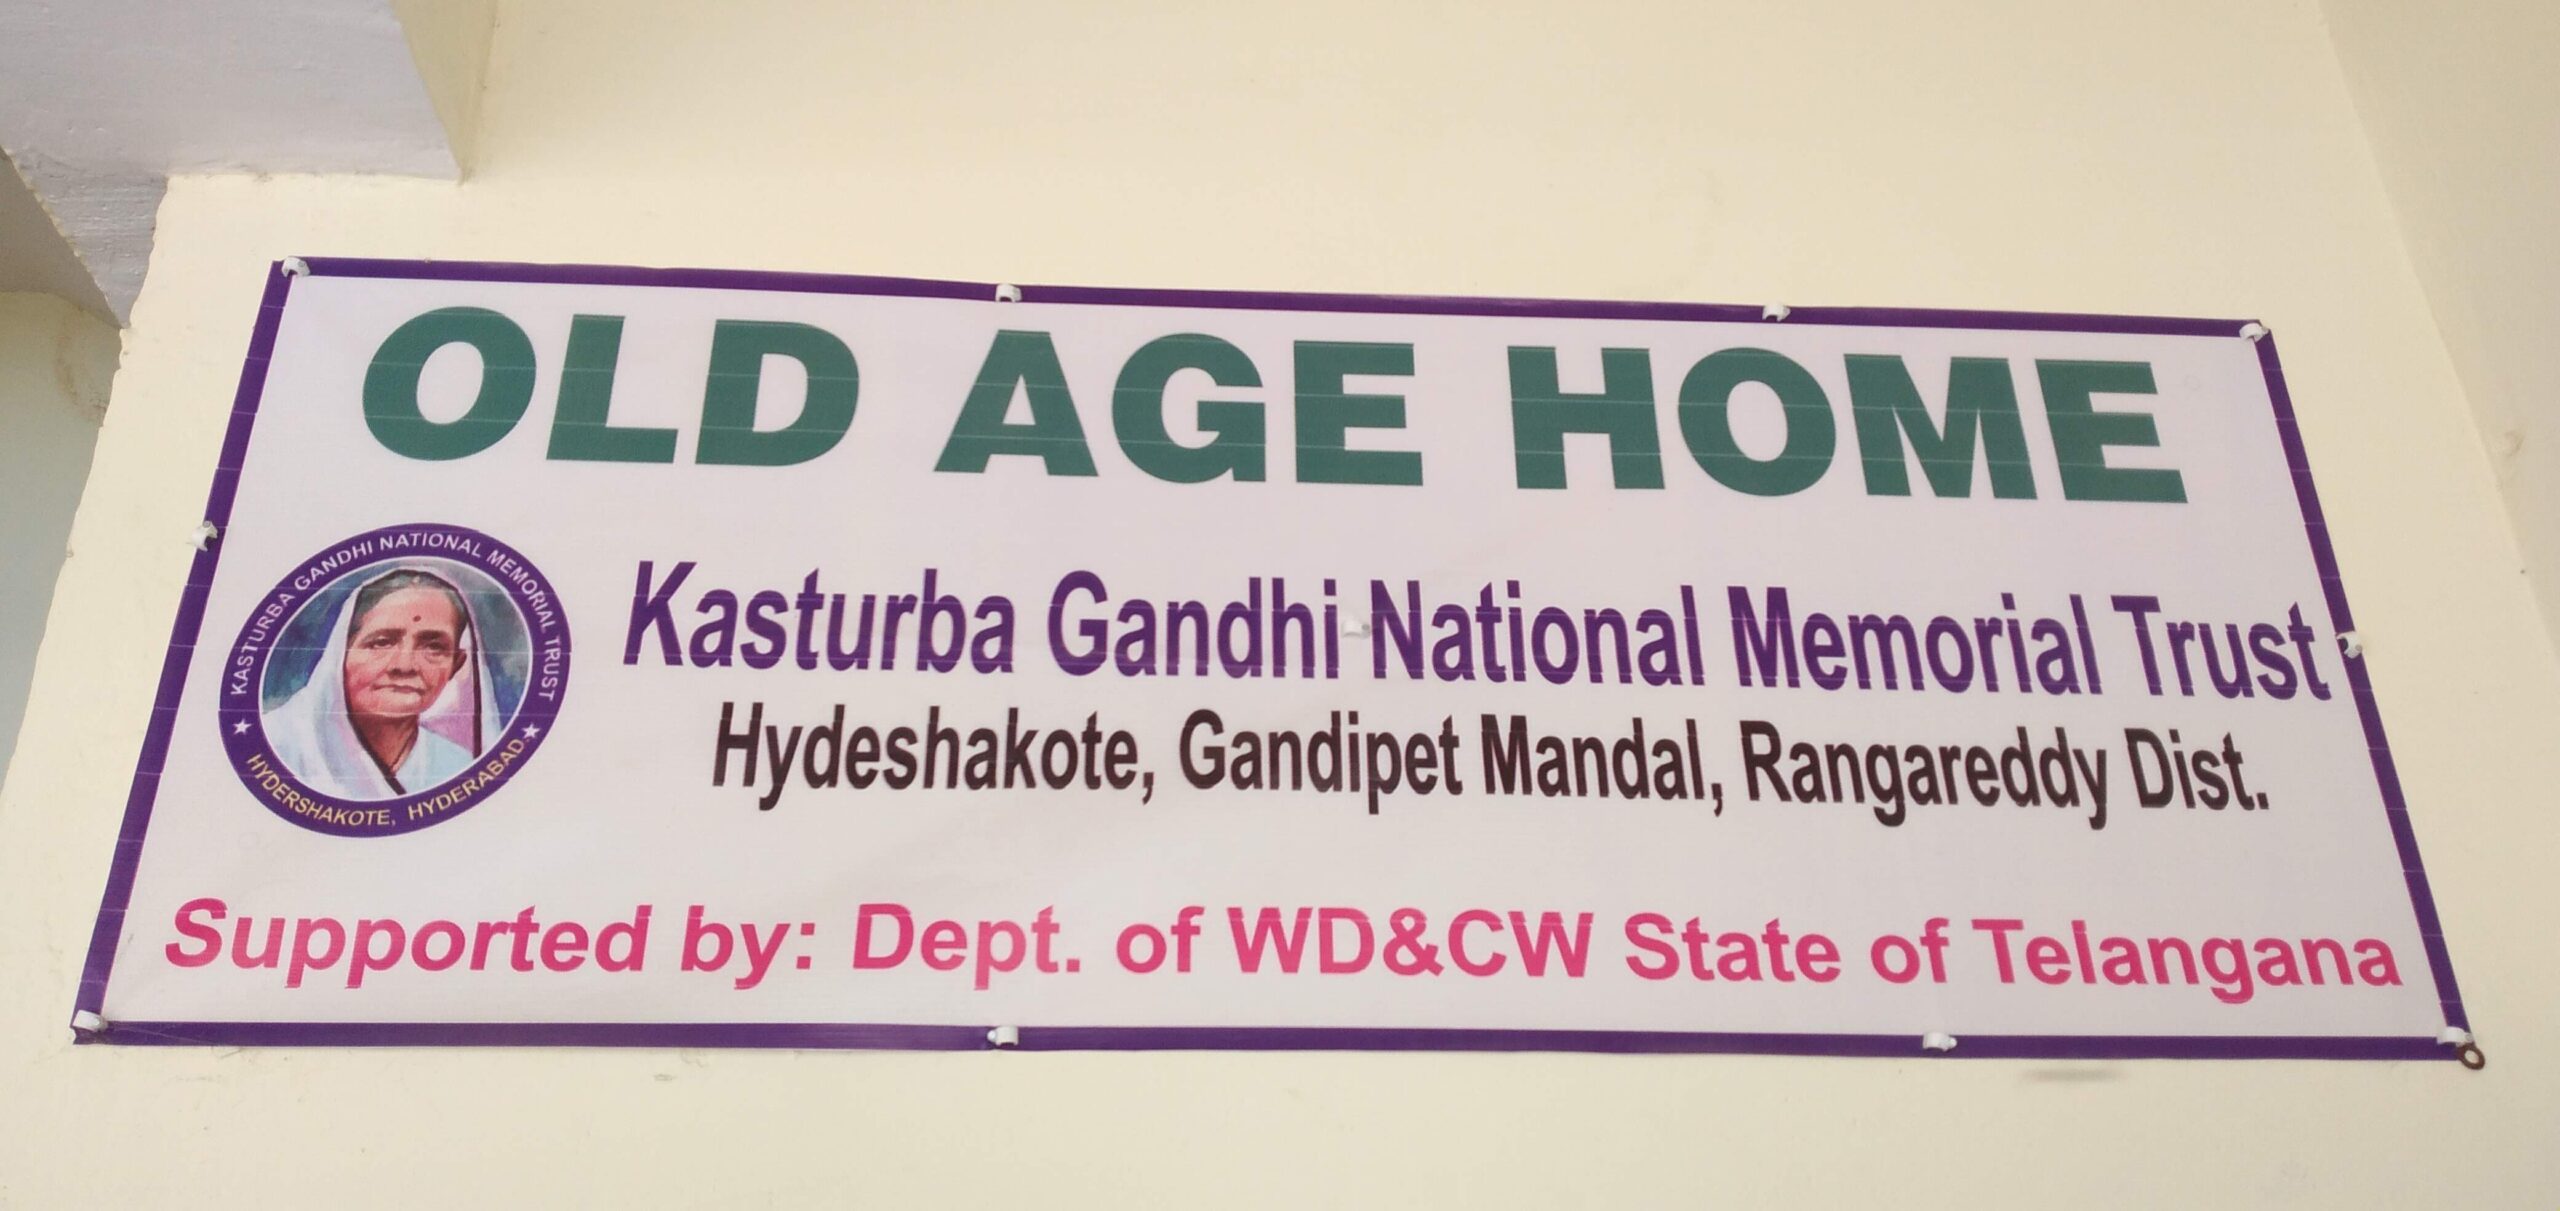 OLD AGE HOME
KASTURBA GANDHI NATIONAL MEMORIAL TRUST
HYDERSHAKOTE, HYDERABAD.
Kasturba Gandhi National Memorial Trust
Hydeshakote, Gandipet Mandal, Rangareddy Dist.
Supported by: Dept. of WD&CW State of Telangana